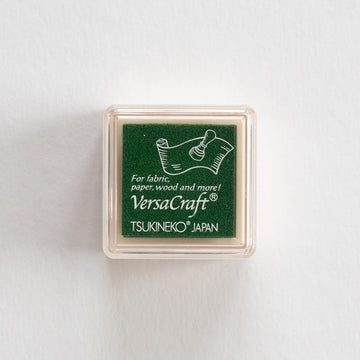 For fabric,
paper, wood and more!
VersaCraft®
TSUKINEKO® JAPAN